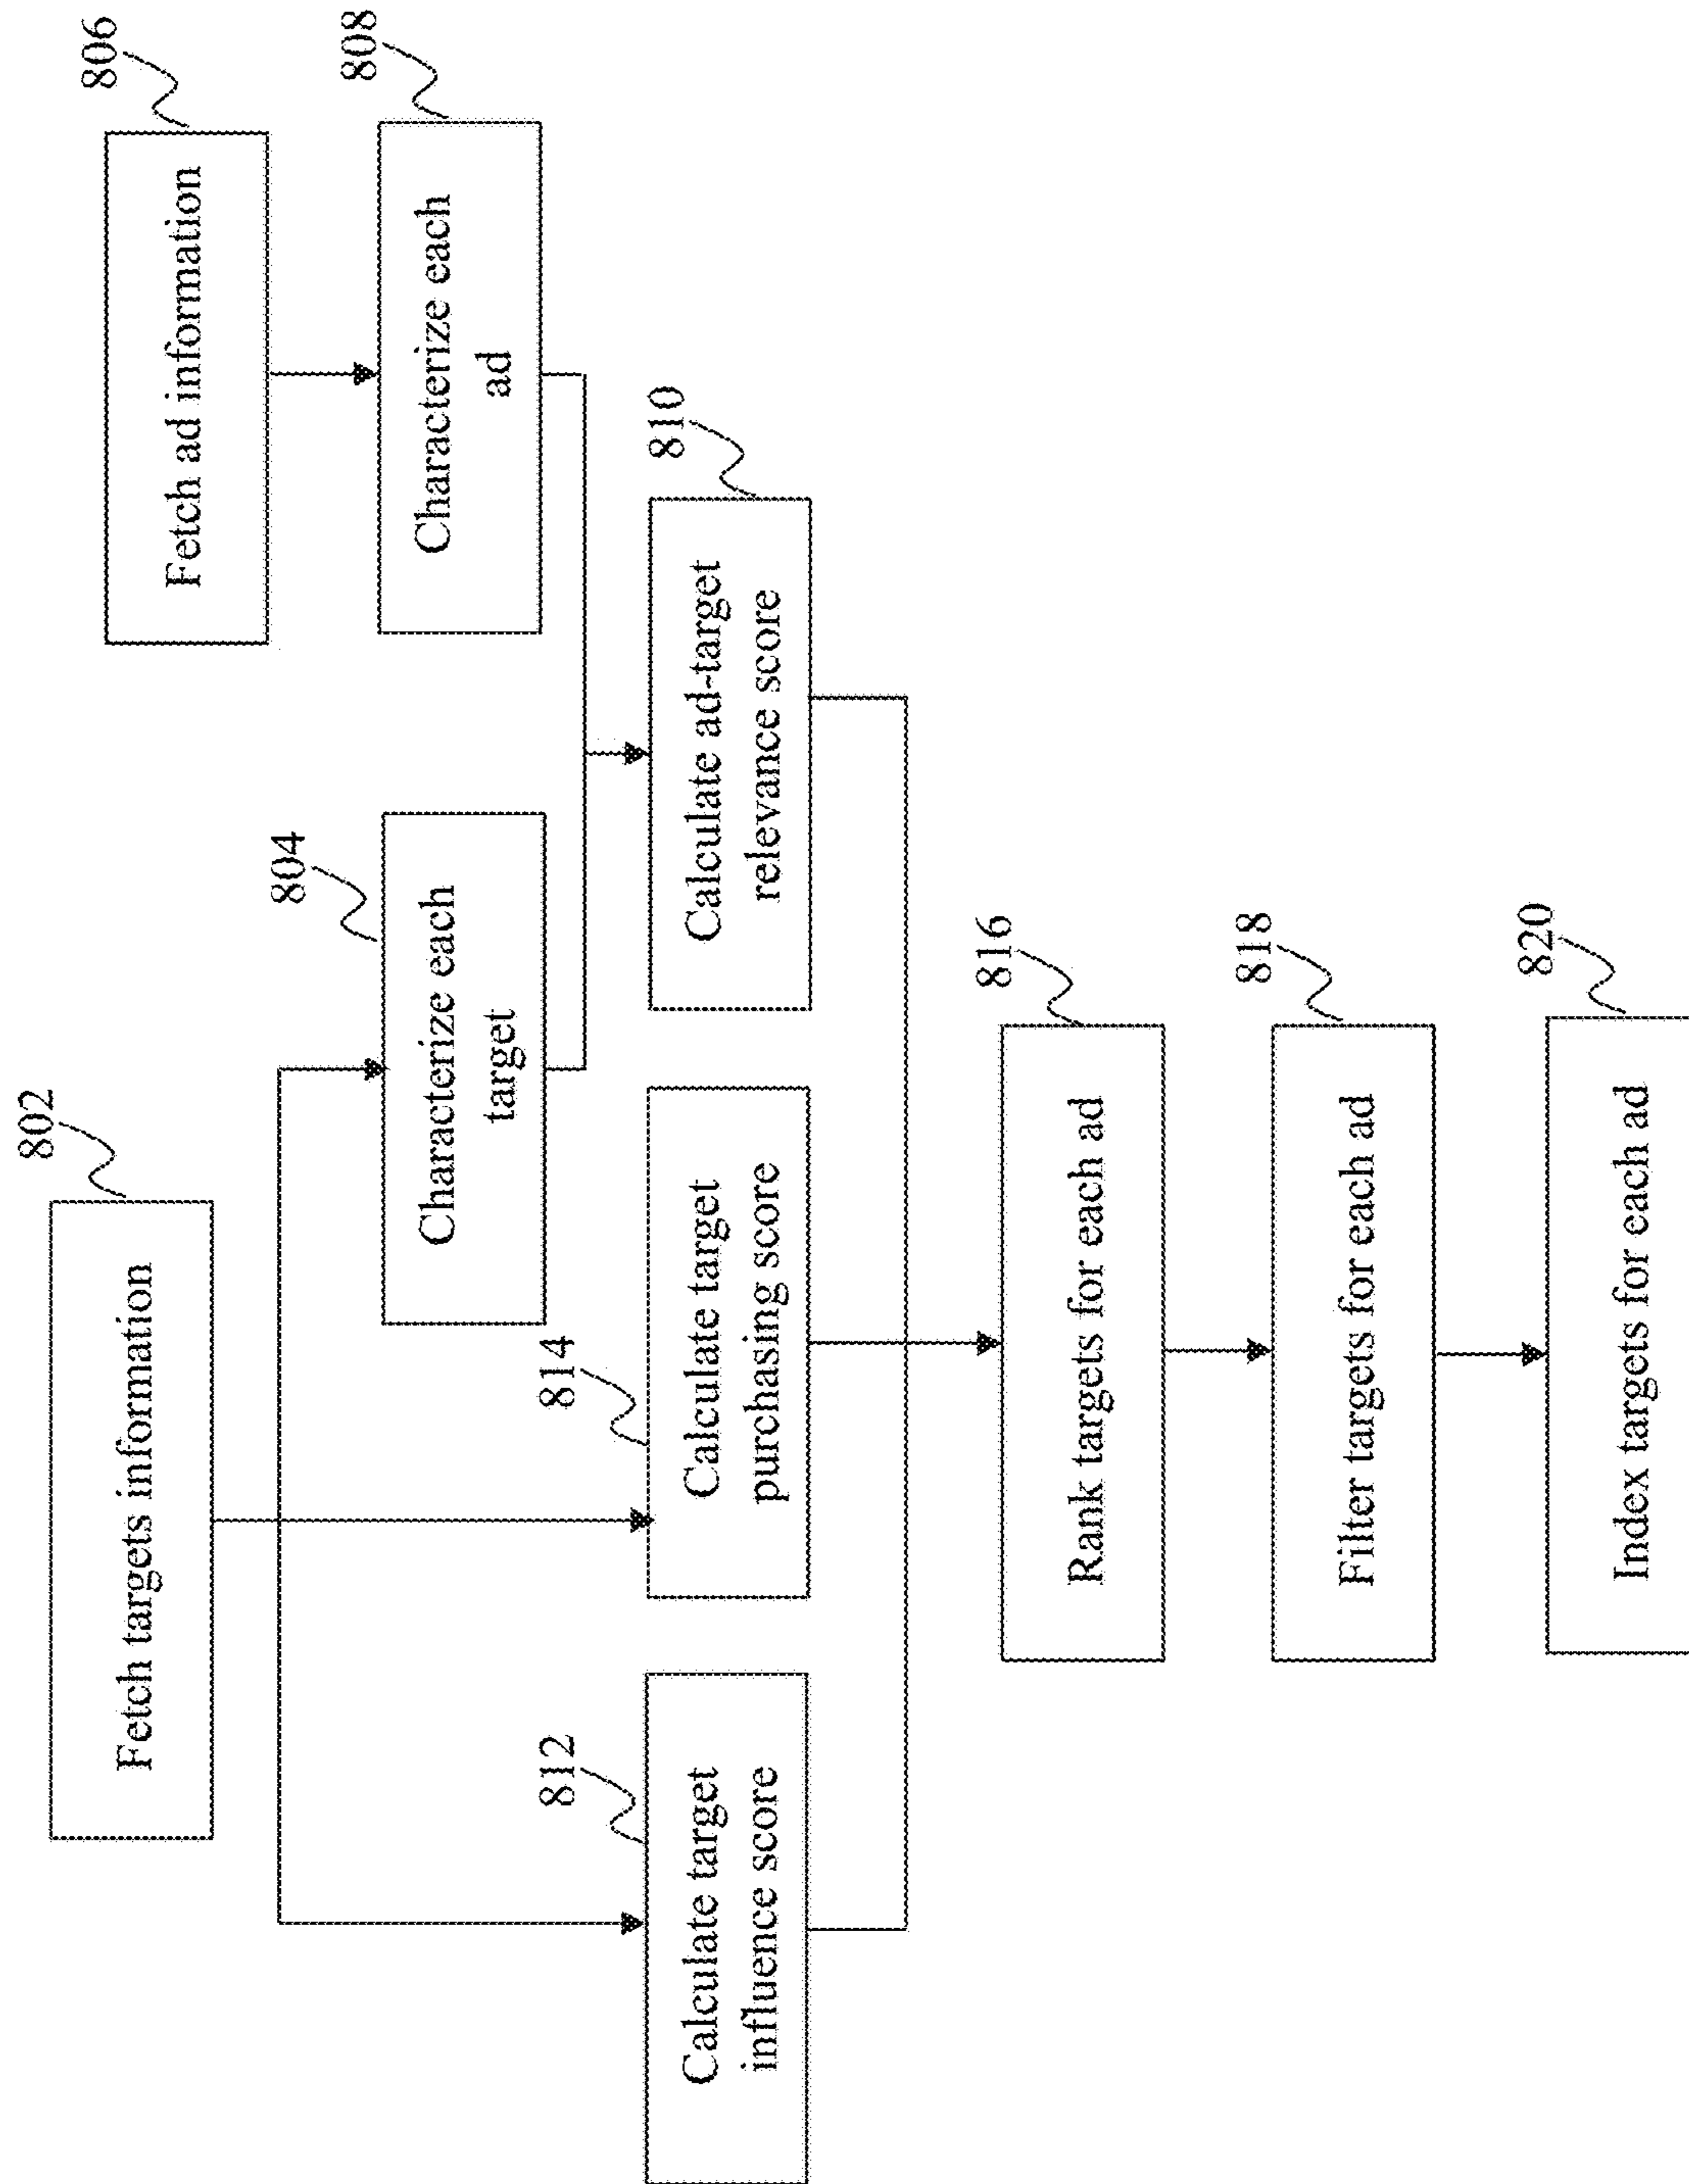 802
Fetch targets information
806
Fetch ad information
804
Characterize each
target
808
Characterize each
ad
812
Calculate target
influence score
814
Calculate target
purchasing score
810
Calculate ad-target
relevance score
816
Rank targets for each ad
818
Filter targets for each ad
820
Index targets for each ad